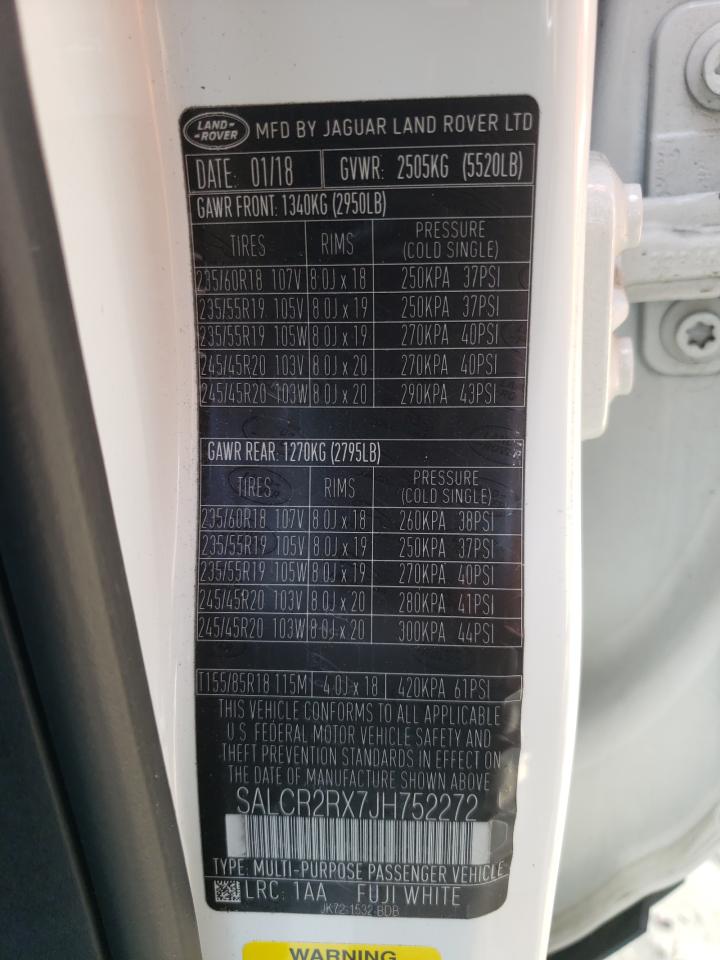 LAND-
-ROVER
MFD BY JAGUAR LAND ROVER LTD
DATE: 01/18 GVWR: 2505KG (5520LB)
GAWR FRONT: 1340KG (2950LB)
TIRES RIMS PRESSURE (COLD SINGLE)
235/60R18 107V 8.0J x 18 250KPA 37PSI
235/55R19 105V 8.0J x 19 250KPA 37PSI
235/55R19 105W 8.0J x 19 270KPA 40PSI
245/45R20 103V 8.0J x 20 270KPA 40PSI
245/45R20 103W 8.0J x 20 290KPA 43PSI
GAWR REAR: 1270KG (2795LB)
TIRES RIMS PRESSURE (COLD SINGLE)
235/60R18 107V 8.0J x 18 260KPA 38PSI
235/55R19 105V 8.0J x 19 250KPA 37PSI
235/55R19 105W 8.0J x 19 270KPA 40PSI
245/45R20 103V 8.0J x 20 280KPA 41PSI
245/45R20 103W 8.0J x 20 300KPA 44PSI
T155/85R18 115M 4.0J x 18 420KPA 61PSI
THIS VEHICLE CONFORMS TO ALL APPLICABLE
U.S. FEDERAL MOTOR VEHICLE SAFETY AND
THEFT PREVENTION STANDARDS IN EFFECT
ON THE DATE OF MANUFACTURE SHOWN ABOVE
SALCR2RX7JH752272
TYPE: MULTI-PURPOSE PASSENGER VEHICLE
LRC: 1AA FUJI WHITE
JK72-1532-BDB
WARNING